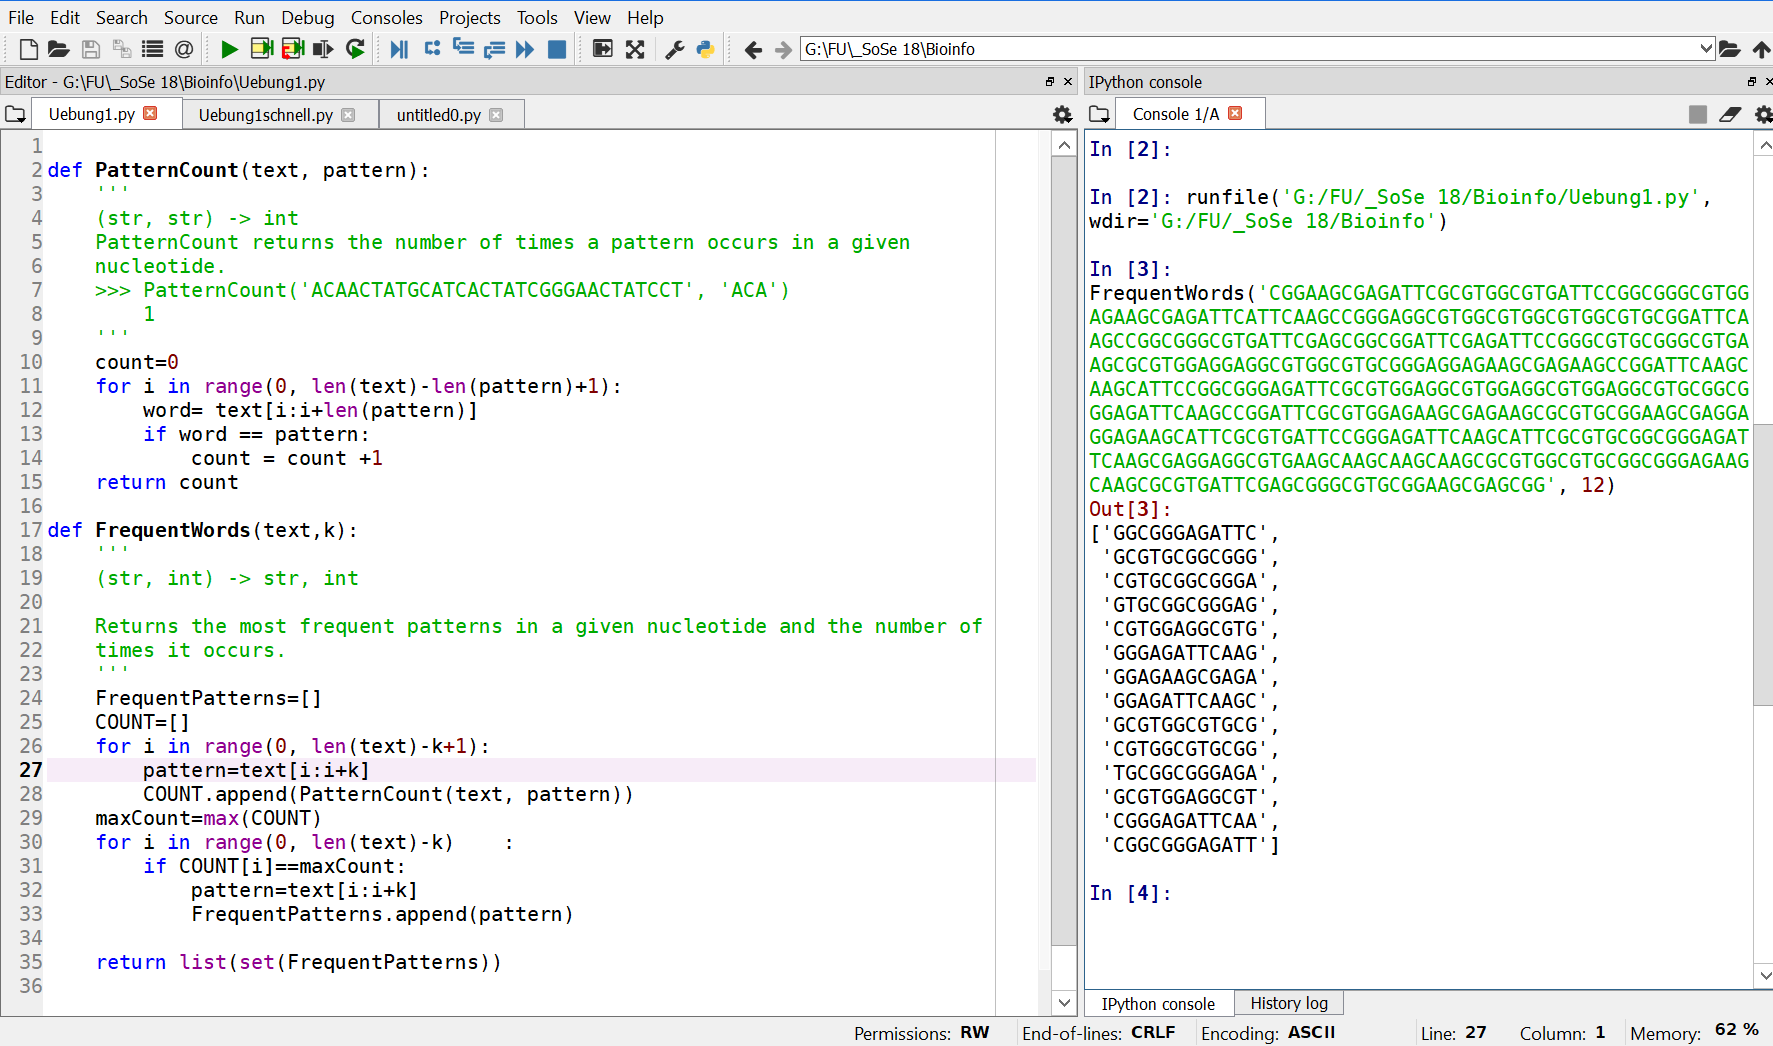 File Edit Search Source Run Debug Consoles Projects Tools View Help
G:\FU\_SoSe 18\Bioinfo
Editor - G:\FU\_SoSe 18\Bioinfo\Uebung1.py
Uebung1.py Uebung1schnell.py untitled0.py
1
2 def PatternCount(text, pattern):
3     '''
4     (str, str) -> int
5     PatternCount returns the number of times a pattern occurs in a given
6     nucleotide.
7     >>> PatternCount('ACAACTATGCATCACTATCGGGAACTATCCT', 'ACA')
8         1
9     '''
10     count=0
11     for i in range(0, len(text)-len(pattern)+1):
12         word= text[i:i+len(pattern)]
13         if word == pattern:
14             count = count +1
15     return count
16
17 def FrequentWords(text,k):
18     '''
19     (str, int) -> str, int
20
21     Returns the most frequent patterns in a given nucleotide and the number of
22     times it occurs.
23     '''
24     FrequentPatterns=[]
25     COUNT=[]
26     for i in range(0, len(text)-k+1):
27         pattern=text[i:i+k]
28         COUNT.append(PatternCount(text, pattern))
29     maxCount=max(COUNT)
30     for i in range(0, len(text)-k)    :
31         if COUNT[i]==maxCount:
32             pattern=text[i:i+k]
33             FrequentPatterns.append(pattern)
34
35     return list(set(FrequentPatterns))
36
IPython console
Console 1/A
In [2]:
In [2]: runfile('G:/FU/_SoSe 18/Bioinfo/Uebung1.py',
wdir='G:/FU/_SoSe 18/Bioinfo')
In [3]:
FrequentWords('CGGAAGCGAGATTCGCGTGGCGTGATTCCGGCGGGCGTGG
AGAAGCGAGATTCATTCAAGCCGGGAGGCGTGGCGTGGCGTGGCGTGCGGATTCA
AGCCGGCGGGCGTGATTCGAGCGGCGGATTCGAGATTCCGGGCGTGCGGGCGTGA
AGCGCGTGGAGGAGGCGTGGCGTGCGGGAGGAGAAGCGAGAAGCCGGATTCAAGC
AAGCATTCCGGCGGGAGATTCGCGTGGAGGCGTGGAGGCGTGGAGGCGTGCGGCG
GGAGATTCAAGCCGGATTCGCGTGGAGAAGCGAGAAGCGCGTGCGGAAGCGAGGA
GGAGAAGCATTCGCGTGATTCCGGGAGATTCAAGCATTCGCGTGCGGCGGGAGAT
TCAAGCGAGGAGGCGTGAAGCAAGCAAGCAAGCGCGTGGCGTGCGGCGGGAGAAG
CAAGCGCGTGATTCGAGCGGGCGTGCGGAAGCGAGCGG', 12)
Out[3]:
['GGCGGGAGATTC',
 'GCGTGCGGCGGG',
 'CGTGCGGCGGGA',
 'GTGCGGCGGGAG',
 'CGTGGAGGCGTG',
 'GGGAGATTCAAG',
 'GGAGAAGCGAGA',
 'GGAGATTCAAGC',
 'GCGTGGCGTGCG',
 'CGTGGCGTGCGG',
 'TGCGGCGGGAGA',
 'GCGTGGAGGCGT',
 'CGGGAGATTCAA',
 'CGGCGGGAGATT']
In [4]:
IPython console History log
Permissions: RW End-of-lines: CRLF Encoding: ASCII Line: 27 Column: 1 Memory: 62 %